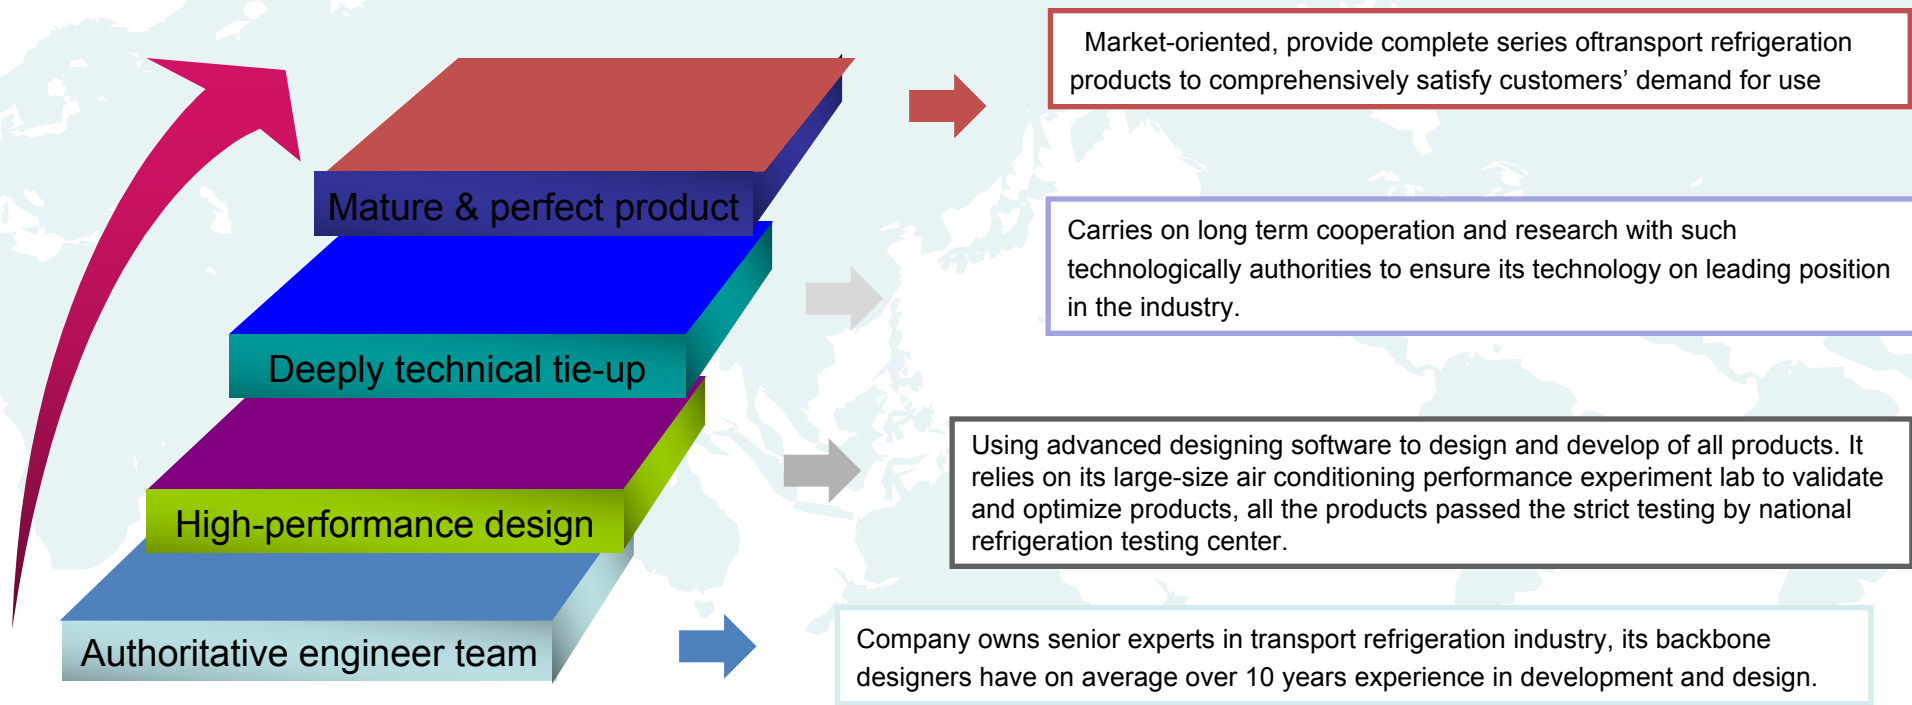 Market-oriented, provide complete series oftransport refrigeration
products to comprehensively satisfy customers’ demand for use
Mature & perfect product
Carries on long term cooperation and research with such
technologically authorities to ensure its technology on leading position
in the industry.
Deeply technical tie-up
Using advanced designing software to design and develop of all products. It
relies on its large-size air conditioning performance experiment lab to validate
and optimize products, all the products passed the strict testing by national
refrigeration testing center.
High-performance design
Company owns senior experts in transport refrigeration industry, its backbone
designers have on average over 10 years experience in development and design.
Authoritative engineer team